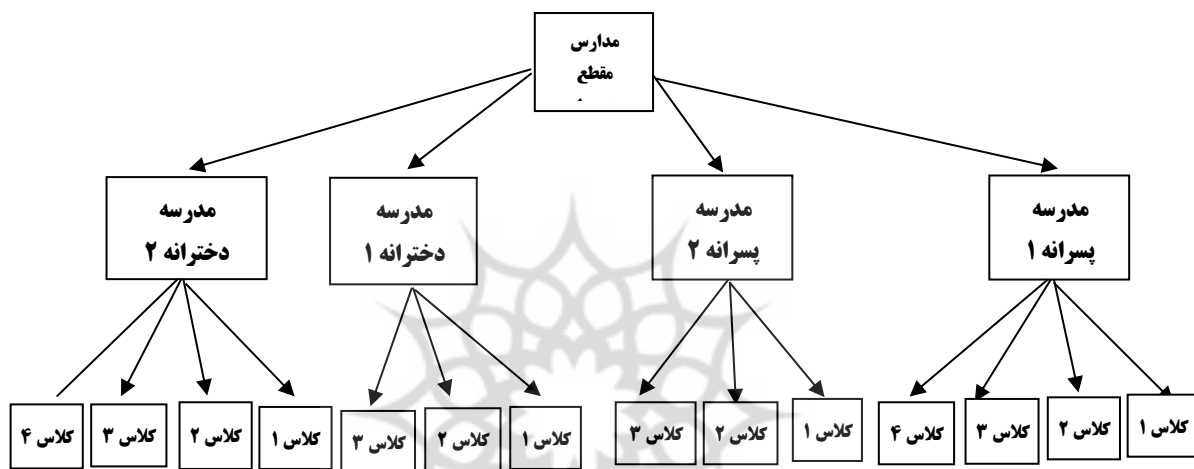 مدارس
مقطع
مدرسه
پسرانه ۱
مدرسه
پسرانه ۲
مدرسه
دخترانه ۱
مدرسه
دخترانه ۲
کلاس ۱
کلاس ۲
کلاس ۳
کلاس ۴
کلاس ۱
کلاس ۲
کلاس ۳
کلاس ۱
کلاس ۲
کلاس ۳
کلاس ۱
کلاس ۲
کلاس ۳
کلاس ۴